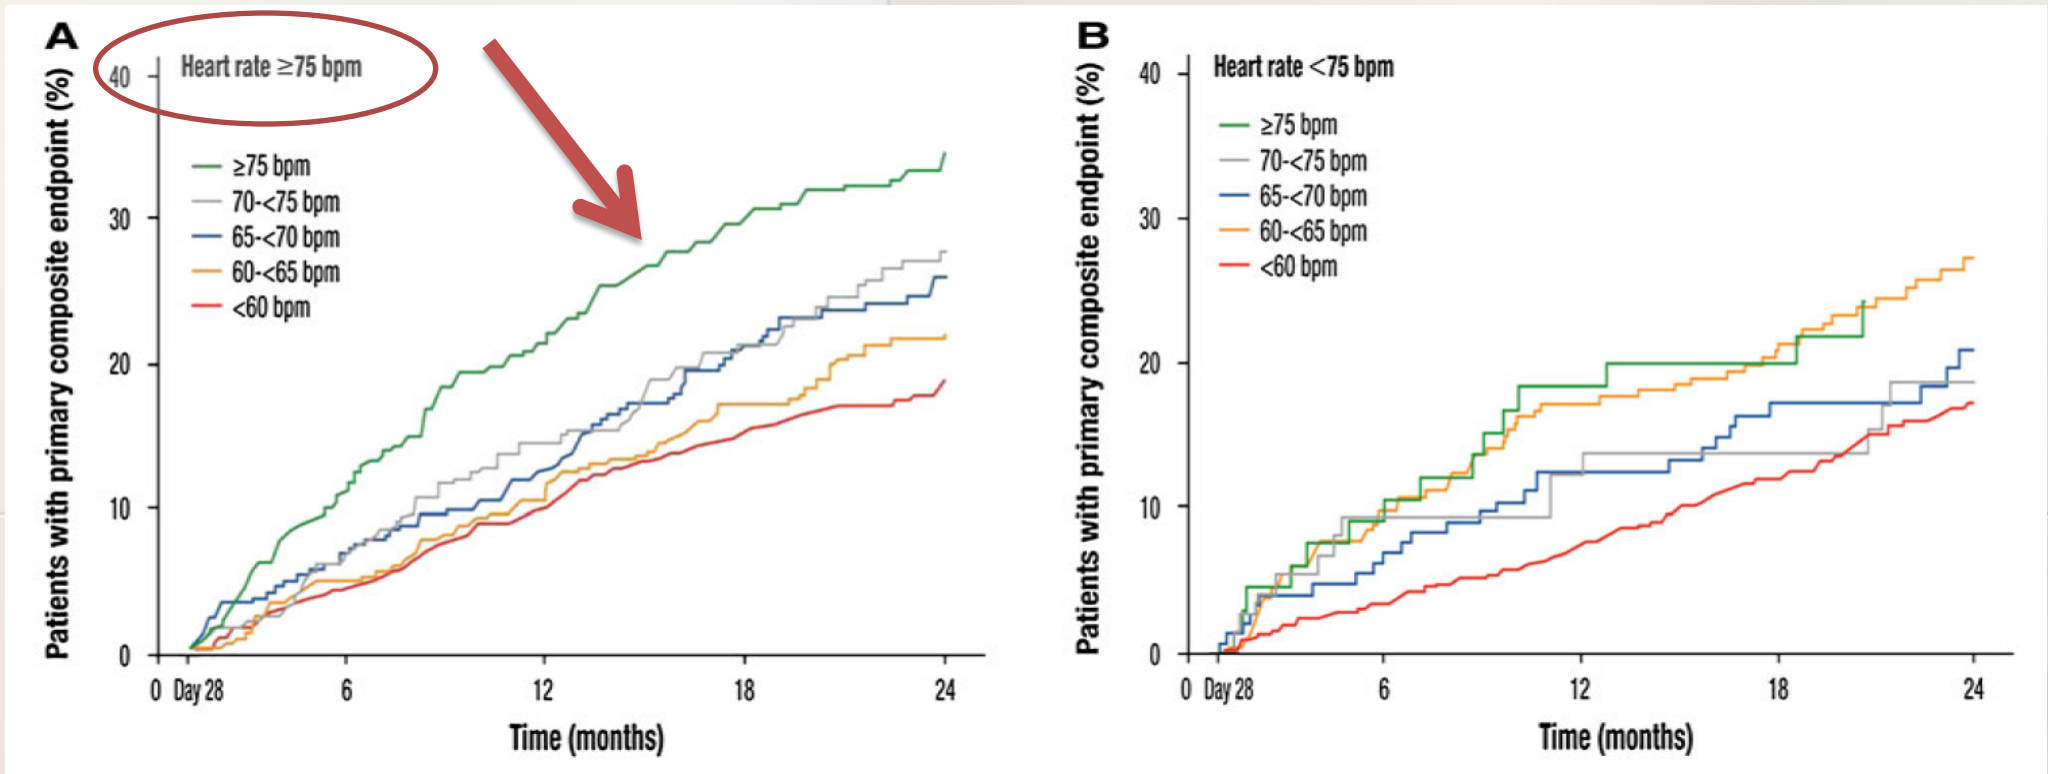 A
Heart rate ≥75 bpm
Patients with primary composite endpoint (%)
40
30
20
10
0
≥75 bpm
70-<75 bpm
65-<70 bpm
60-<65 bpm
<60 bpm
0 Day 28 6 12 18 24
Time (months)
B
Heart rate <75 bpm
Patients with primary composite endpoint (%)
40
30
20
10
0
≥75 bpm
70-<75 bpm
65-<70 bpm
60-<65 bpm
<60 bpm
0 Day 28 6 12 18 24
Time (months)